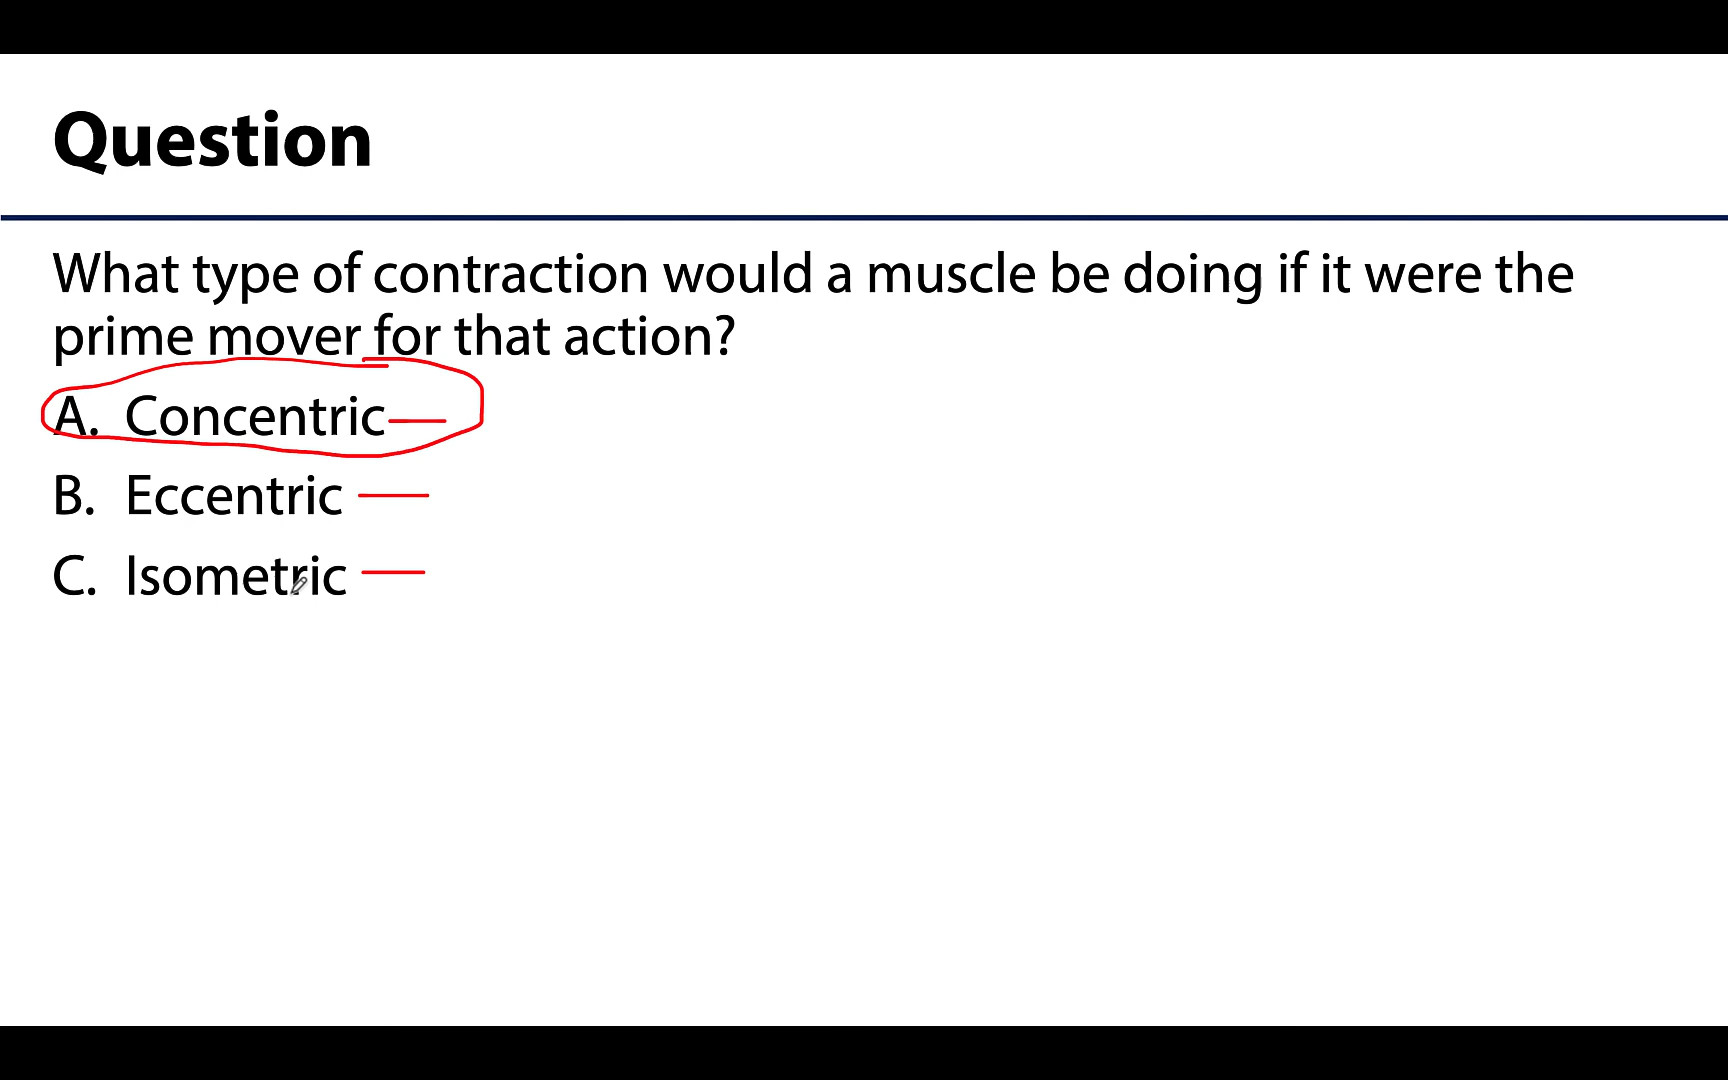 Question
What type of contraction would a muscle be doing if it were the
prime mover for that action?
A. Concentric
B. Eccentric
C. Isometric